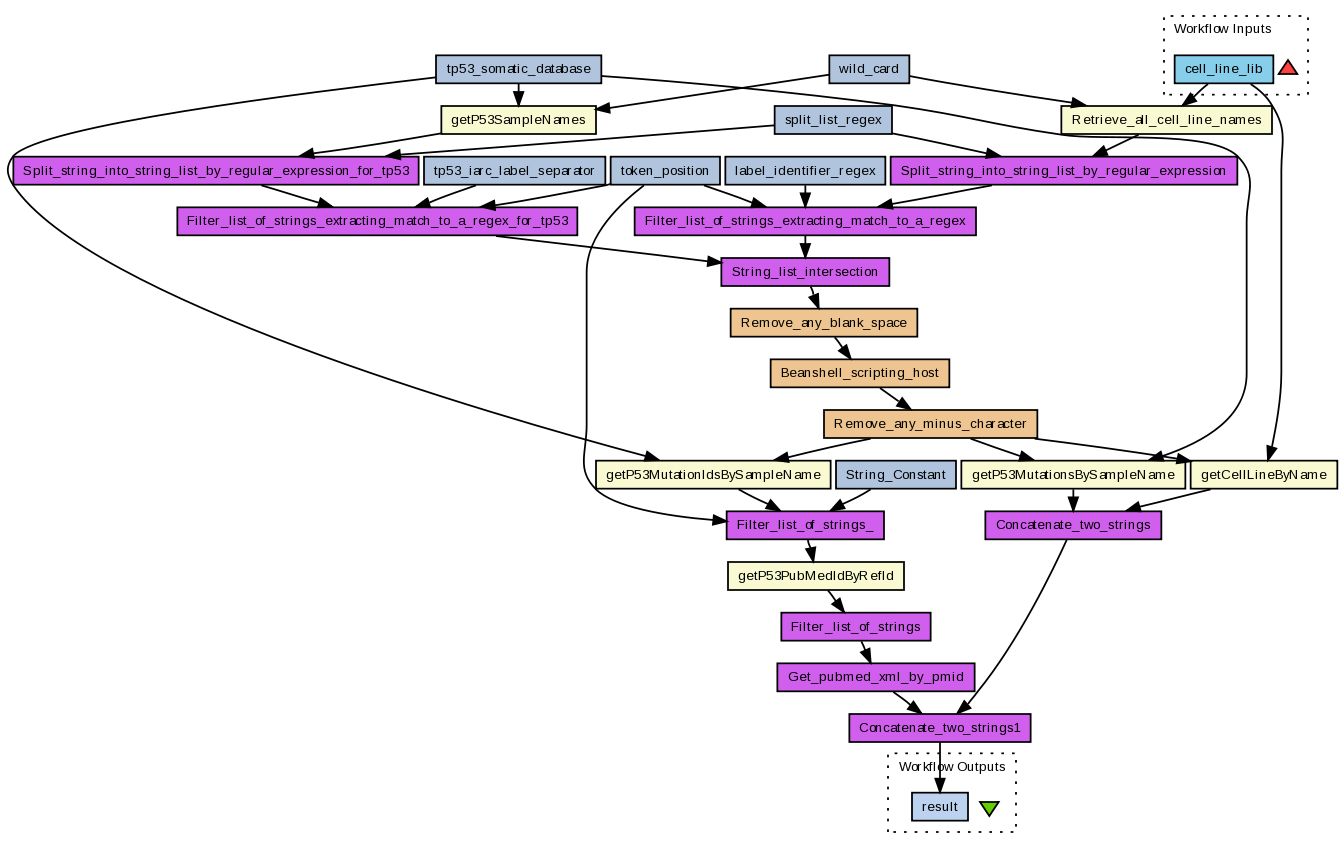 Workflow Inputs
tp53_somatic_database
wild_card
cell_line_lib
getP53SampleNames
split_list_regex
Retrieve_all_cell_line_names
Split_string_into_string_list_by_regular_expression_for_tp53
tp53_iarc_label_separator
token_position
label_identifier_regex
Split_string_into_string_list_by_regular_expression
Filter_list_of_strings_extracting_match_to_a_regex_for_tp53
Filter_list_of_strings_extracting_match_to_a_regex
String_list_intersection
Remove_any_blank_space
Beanshell_scripting_host
Remove_any_minus_character
getP53MutationIdsBySampleName
String_Constant
getP53MutationsBySampleName
getCellLineByName
Filter_list_of_strings_
Concatenate_two_strings
getP53PubMedIdByRefId
Filter_list_of_strings
Get_pubmed_xml_by_pmid
Concatenate_two_strings1
Workflow Outputs
result